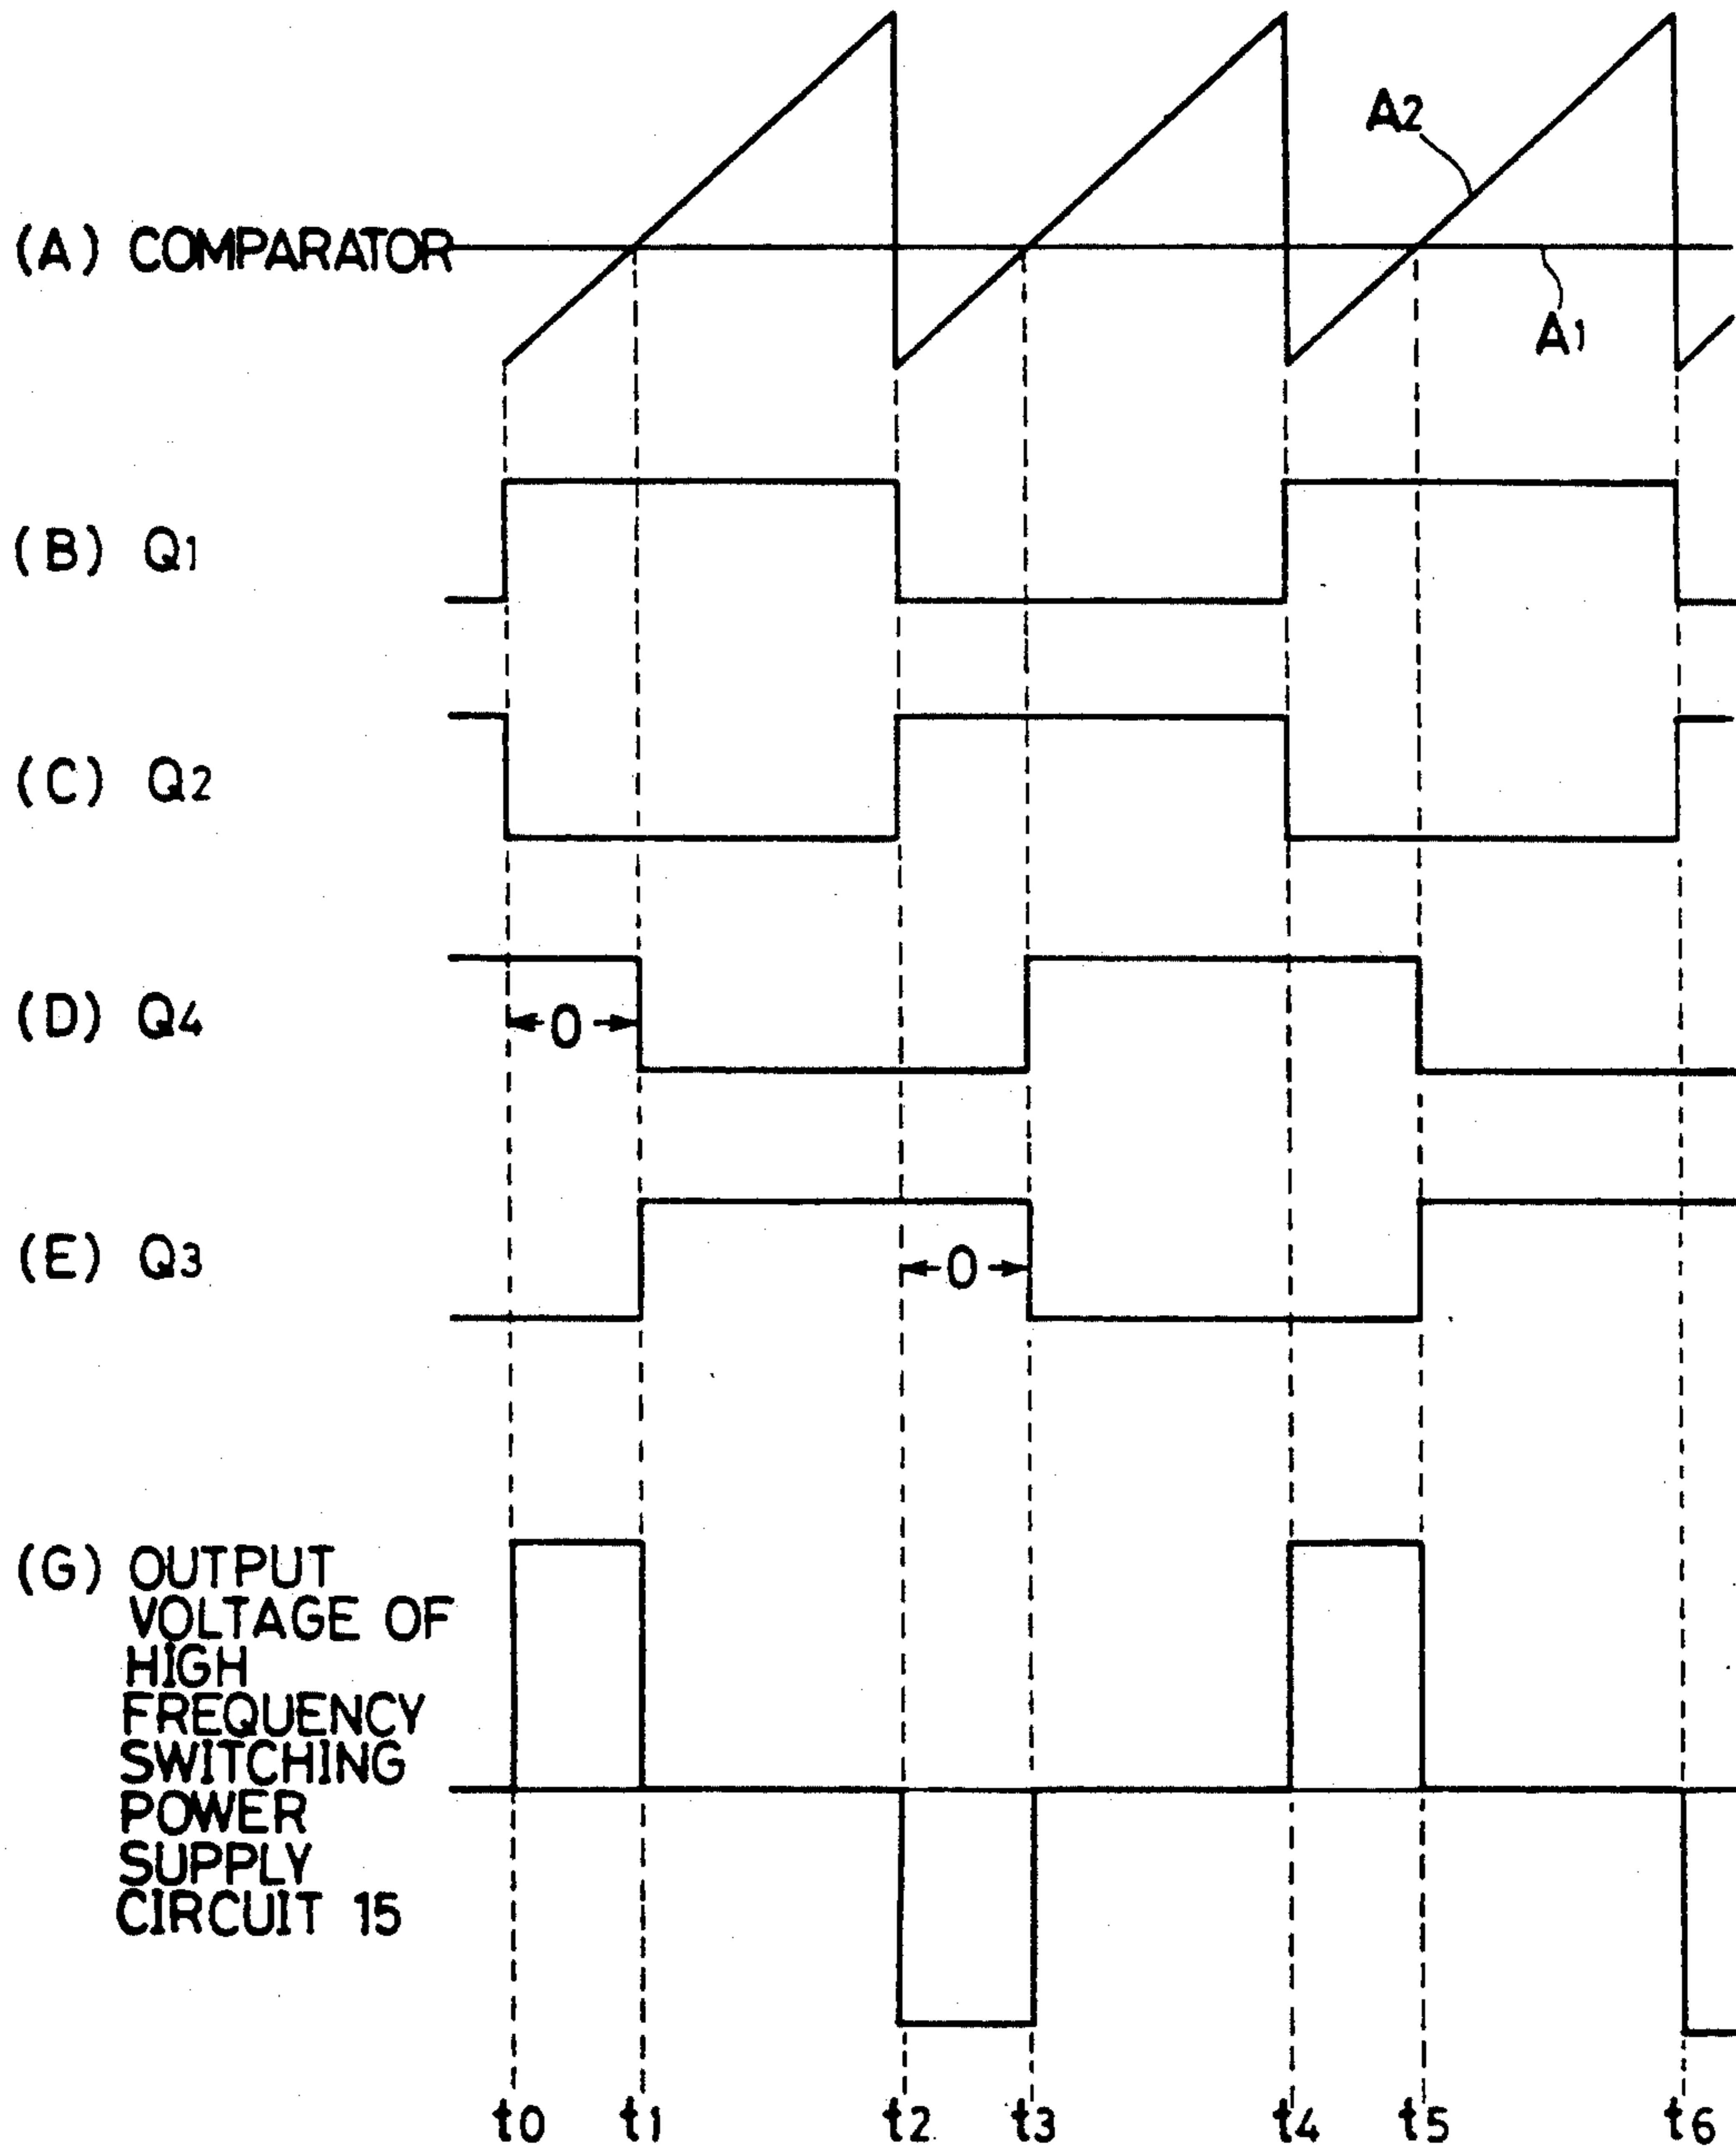 A2
(A) COMPARATOR
A1
(B) Q1
(C) Q2
(D) Q4
0
(E) Q3
0
(G) OUTPUT
VOLTAGE OF
HIGH
FREQUENCY
SWITCHING
POWER
SUPPLY
CIRCUIT 15
t0 t1 t2 t3 t4 t5 t6